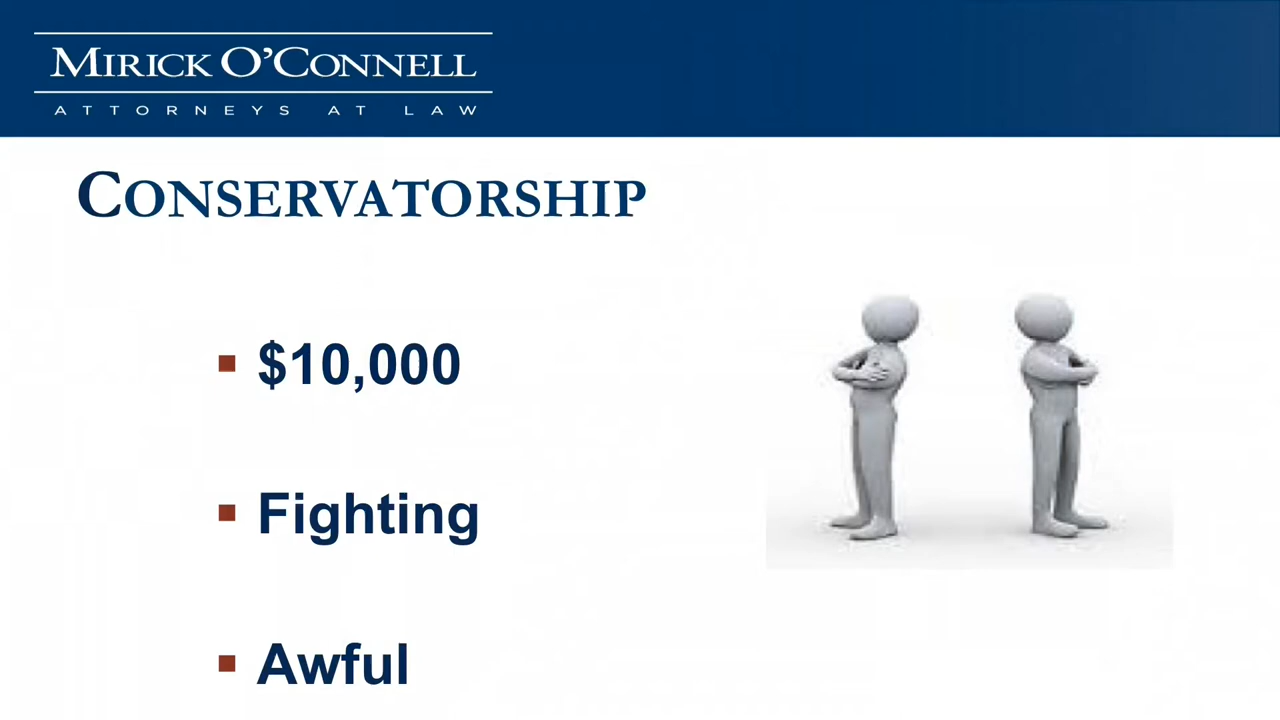 MIRICK O'CONNELL
ATTORNEYS AT LAW
CONSERVATORSHIP
▪ $10,000
▪ Fighting
▪ Awful